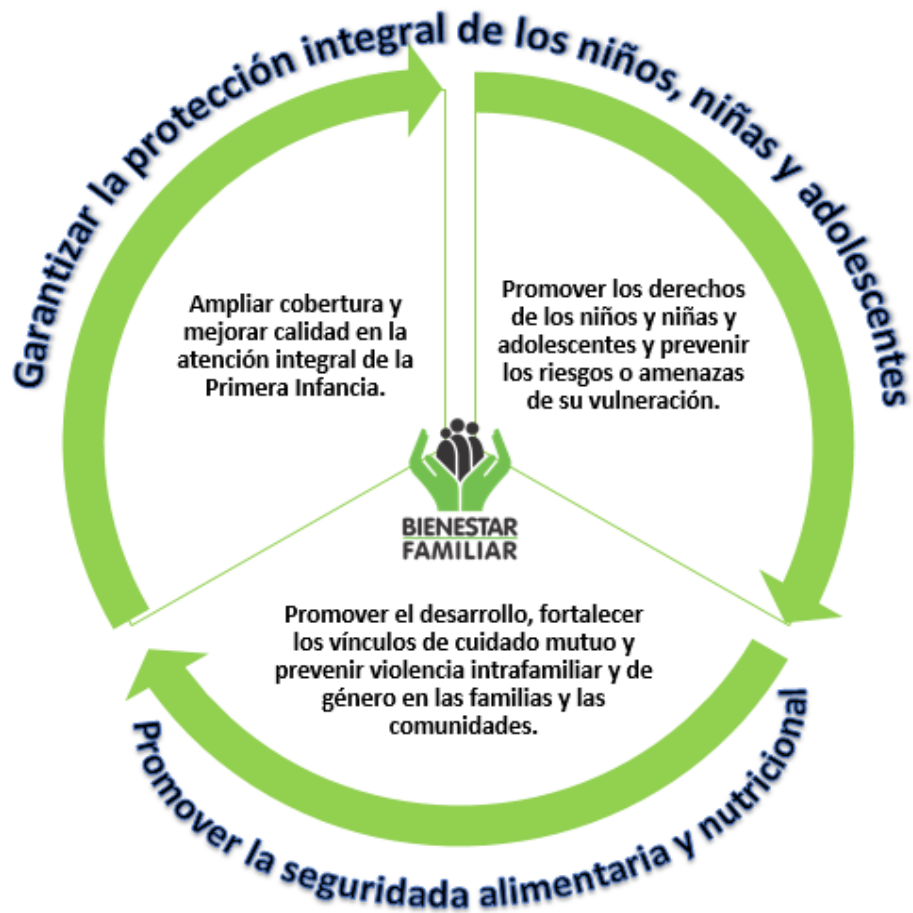 Garantizar la protección integral de los niños, niñas y adolescentes
Ampliar cobertura y
mejorar calidad en la
atención integral de la
Primera Infancia.
Promover los derechos
de los niños y niñas y
adolescentes y prevenir
los riesgos o amenazas
de su vulneración.
BIENESTAR
FAMILIAR
Promover el desarrollo, fortalecer
los vínculos de cuidado mutuo y
prevenir violencia intrafamiliar y de
género en las familias y las
comunidades.
Promover la seguridada alimentaria y nutricional